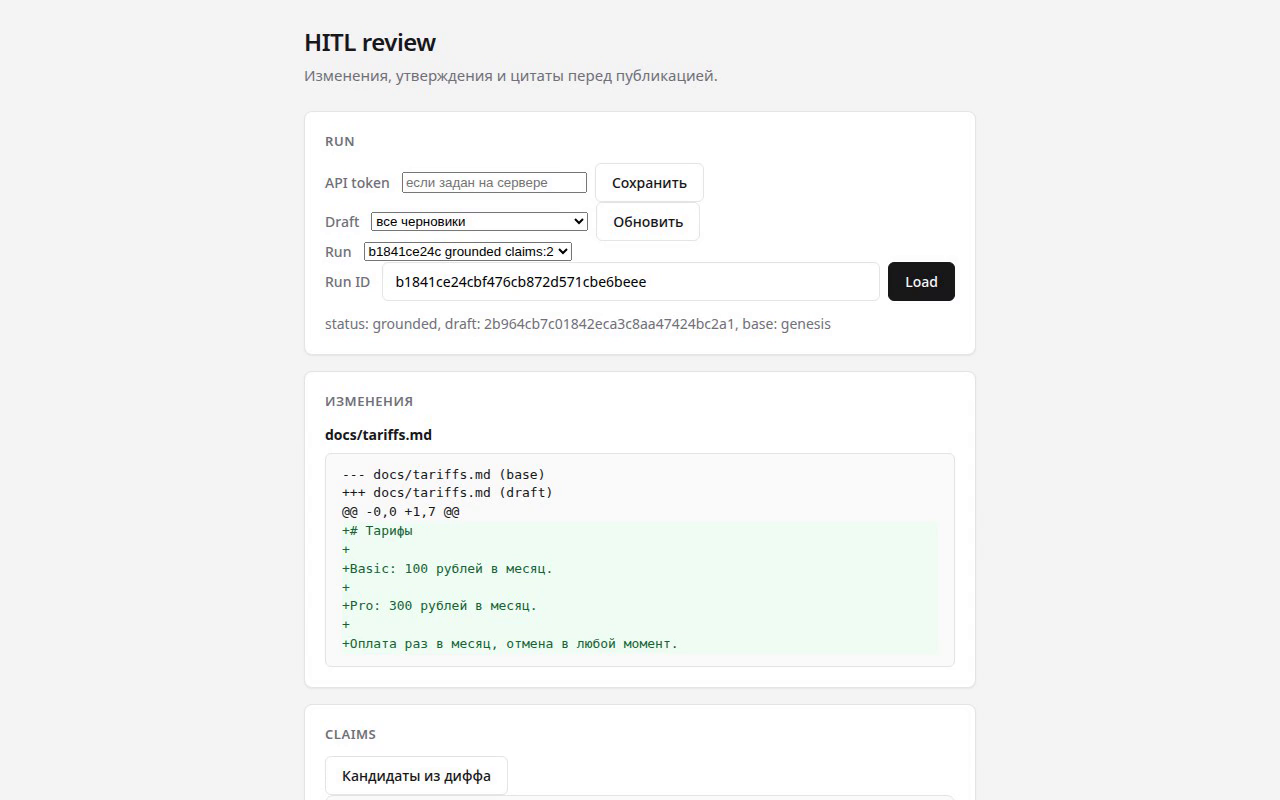 HITL review
Изменения, утверждения и цитаты перед публикацией.
RUN
API token если задан на сервере Сохранить
Draft все черновики Обновить
Run b1841ce24c grounded claims:2
Run ID b1841ce24cbf476cb872d571cbe6beee Load
status: grounded, draft: 2b964cb7c01842eca3c8aa47424bc2a1, base: genesis
ИЗМЕНЕНИЯ
docs/tariffs.md
--- docs/tariffs.md (base)
+++ docs/tariffs.md (draft)
@@ -0,0 +1,7 @@
+# Тарифы
+
+Basic: 100 рублей в месяц.
+
+Pro: 300 рублей в месяц.
+
+Оплата раз в месяц, отмена в любой момент.
CLAIMS
Кандидаты из диффа